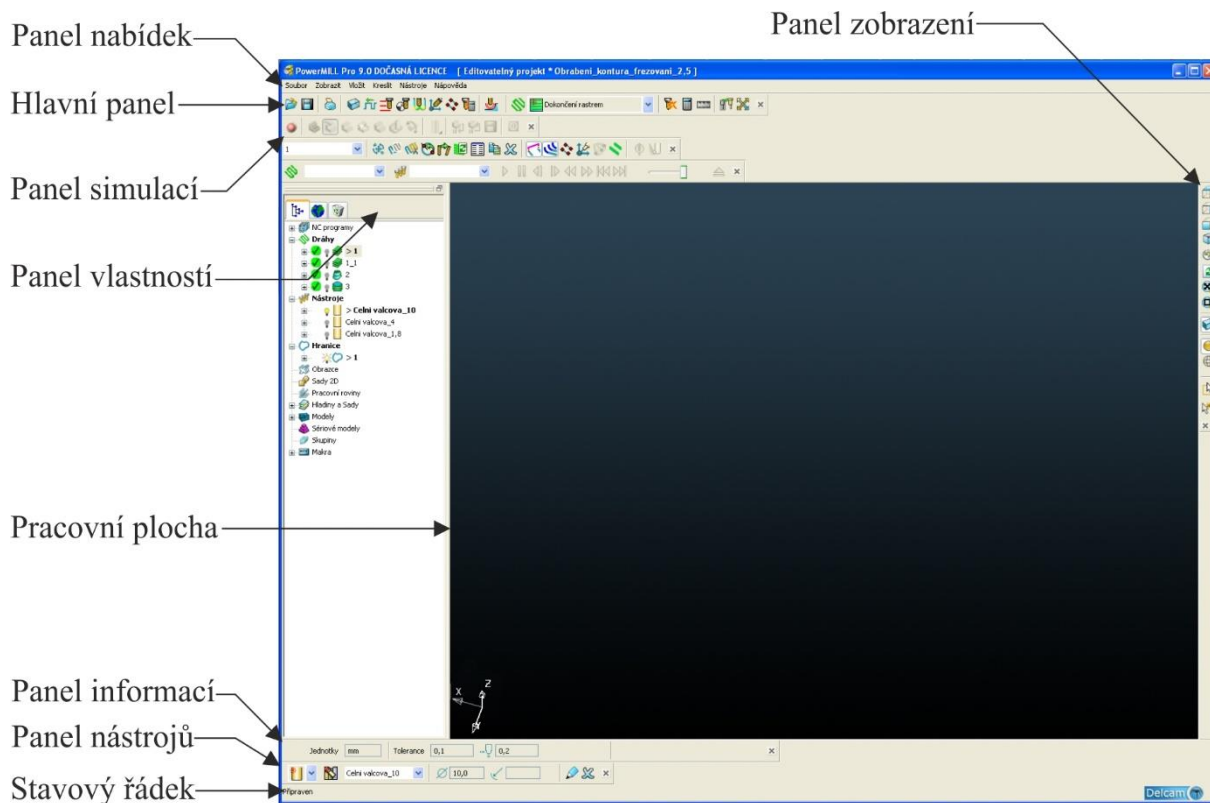 Panel nabídek
Hlavní panel
Panel simulací
Panel vlastností
Pracovní plocha
Panel informací
Panel nástrojů
Stavový řádek
Panel zobrazení
PowerMILL Pro 9.0 DOČASNÁ LICENCE [ Editovatelný projekt * Obrabeni_kontura_frezovani_2,5 ]
Soubor Zobrazit Vložit Kreslit Nástroje Nápověda
Dokončení rastrem
1
NC programy
Dráhy
> 1
1_1
2
3
Nástroje
> Celni valcova_10
Celni valcova_4
Celni valcova_1,8
Hranice
> 1
Obrazce
Sady 2D
Pracovní roviny
Hladiny a Sady
Modely
Sériové modely
Skupiny
Makra
X Z
Jednotky mm Tolerance 0,1 0,2
Celni valcova_10 10,0
Připraven
Delcam